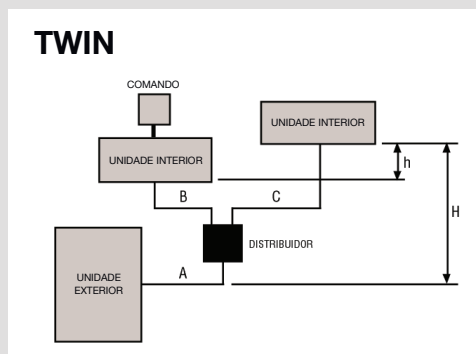 TWIN
COMANDO
UNIDADE INTERIOR
UNIDADE INTERIOR
h
B
C
H
DISTRIBUIDOR
A
UNIDADE
EXTERIOR